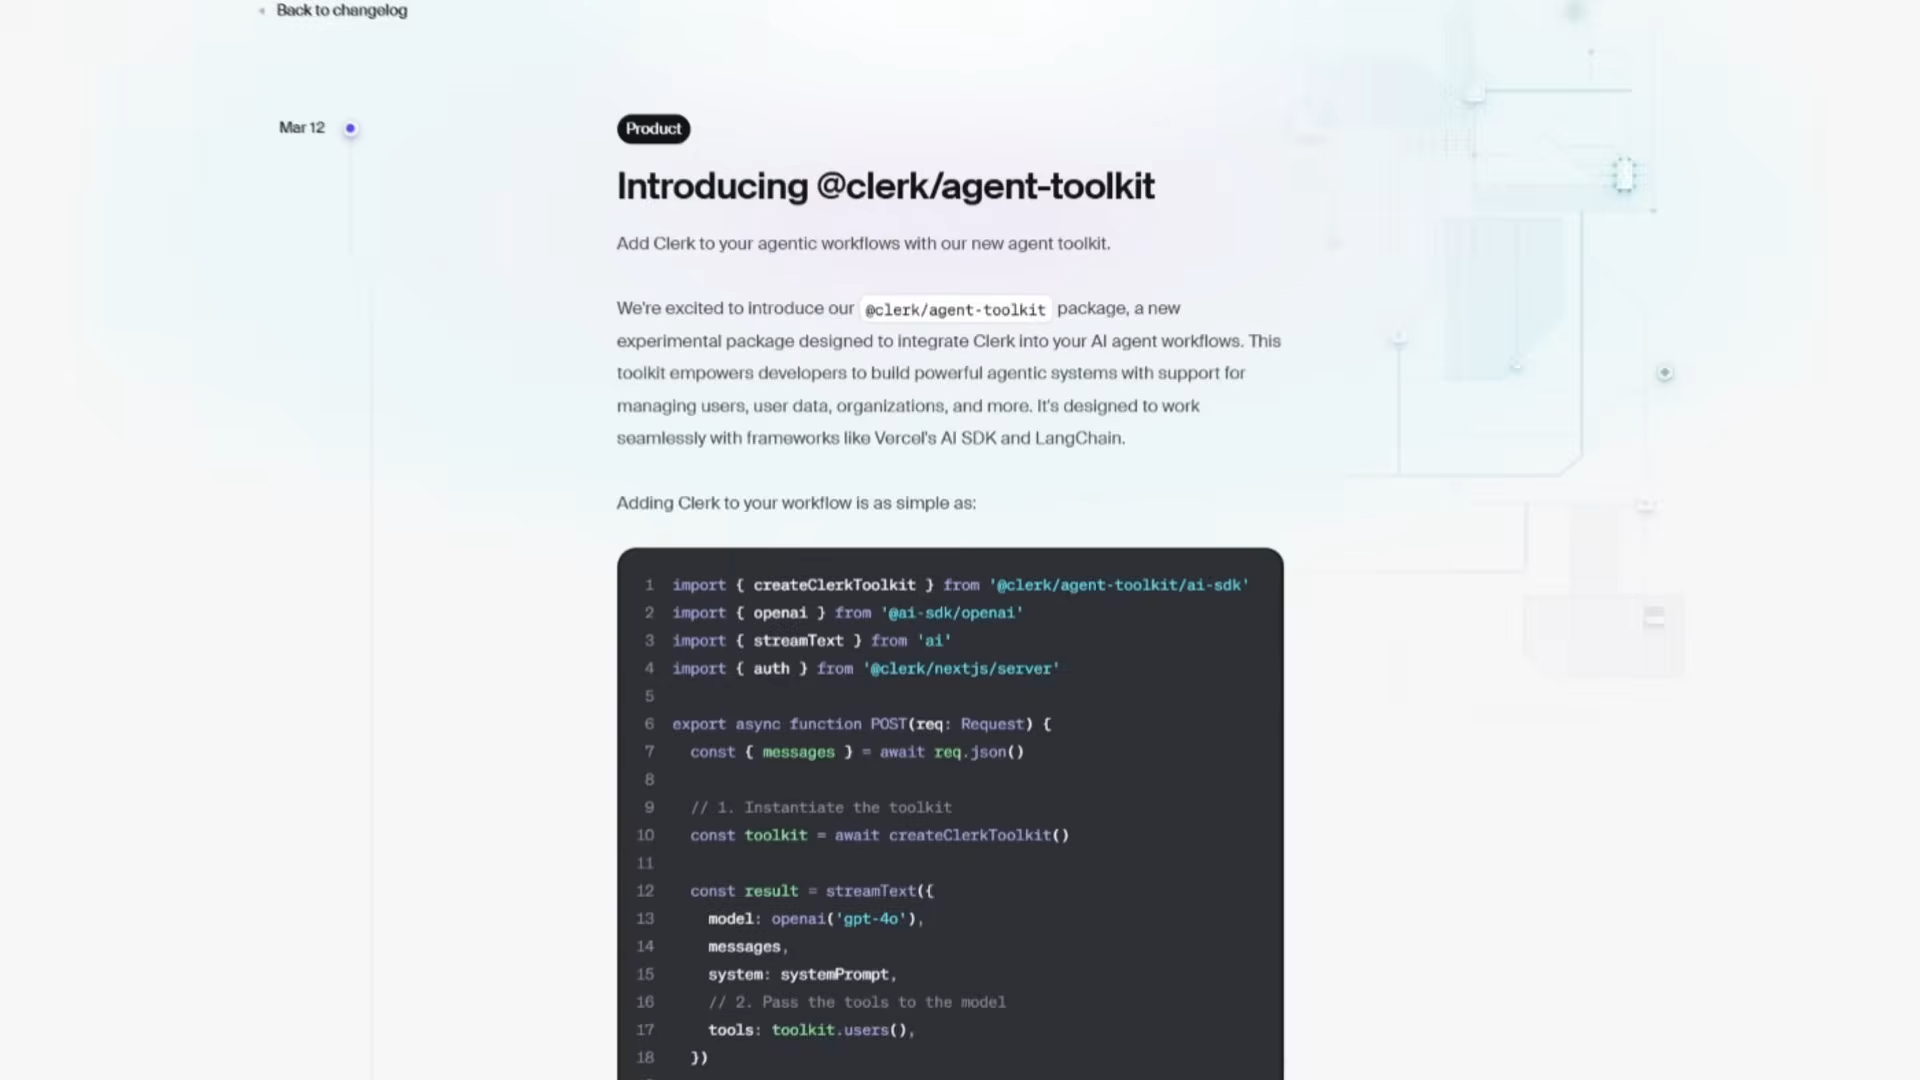 Back to changelog
Mar 12
Product
Introducing @clerk/agent-toolkit
Add Clerk to your agentic workflows with our new agent toolkit.
We're excited to introduce our @clerk/agent-toolkit package, a new
experimental package designed to integrate Clerk into your AI agent workflows. This
toolkit empowers developers to build powerful agentic systems with support for
managing users, user data, organizations, and more. It's designed to work
seamlessly with frameworks like Vercel's AI SDK and LangChain.
Adding Clerk to your workflow is as simple as:
1 import { createClerkToolkit } from '@clerk/agent-toolkit/ai-sdk'
2 import { openai } from '@ai-sdk/openai'
3 import { streamText } from 'ai'
4 import { auth } from '@clerk/nextjs/server'
5
6 export async function POST(req: Request) {
7 const { messages } = await req.json()
8
9 // 1. Instantiate the toolkit
10 const toolkit = await createClerkToolkit()
11
12 const result = streamText({
13 model: openai('gpt-4o'),
14 messages,
15 system: systemPrompt,
16 // 2. Pass the tools to the model
17 tools: toolkit.users(),
18 })